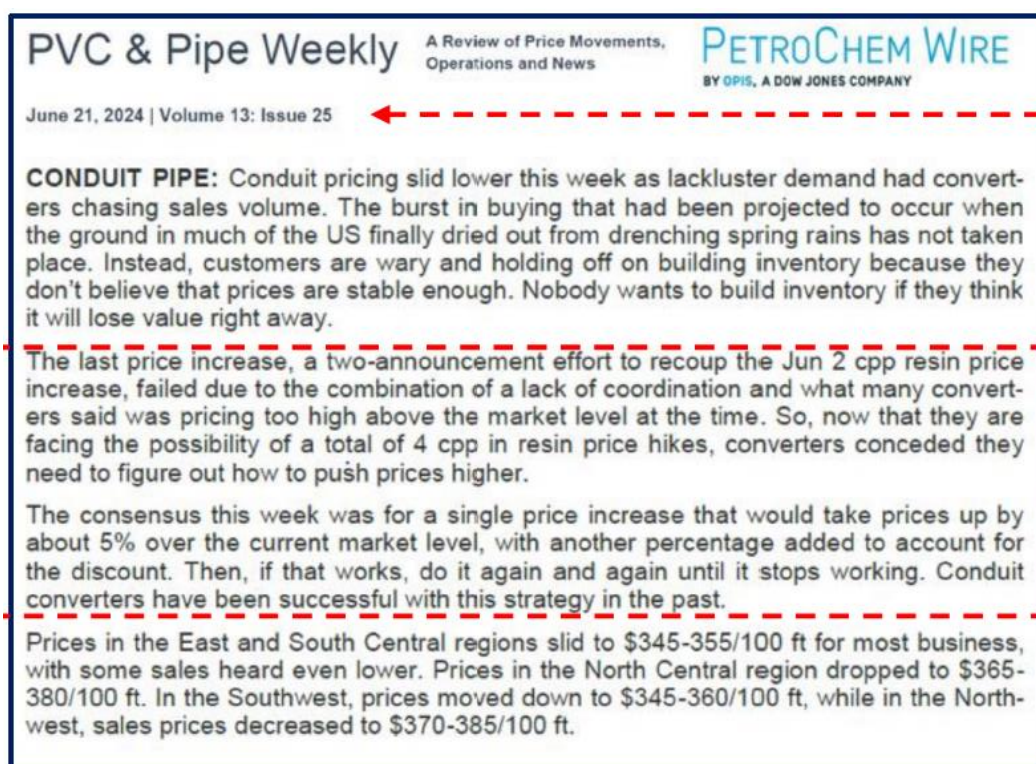 PVC & Pipe Weekly
A Review of Price Movements,
Operations and News
PETROCHEM WIRE
BY OPIS, A DOW JONES COMPANY
June 21, 2024 | Volume 13: Issue 25
CONDUIT PIPE: Conduit pricing slid lower this week as lackluster demand had convert-
ers chasing sales volume. The burst in buying that had been projected to occur when
the ground in much of the US finally dried out from drenching spring rains has not taken
place. Instead, customers are wary and holding off on building inventory because they
don't believe that prices are stable enough. Nobody wants to build inventory if they think
it will lose value right away.
The last price increase, a two-announcement effort to recoup the Jun 2 cpp resin price
increase, failed due to the combination of a lack of coordination and what many convert-
ers said was pricing too high above the market level at the time. So, now that they are
facing the possibility of a total of 4 cpp in resin price hikes, converters conceded they
need to figure out how to push prices higher.
The consensus this week was for a single price increase that would take prices up by
about 5% over the current market level, with another percentage added to account for
the discount. Then, if that works, do it again and again until it stops working. Conduit
converters have been successful with this strategy in the past.
Prices in the East and South Central regions slid to $345-355/100 ft for most business,
with some sales heard even lower. Prices in the North Central region dropped to $365-
380/100 ft. In the Southwest, prices moved down to $345-360/100 ft, while in the North-
west, sales prices decreased to $370-385/100 ft.